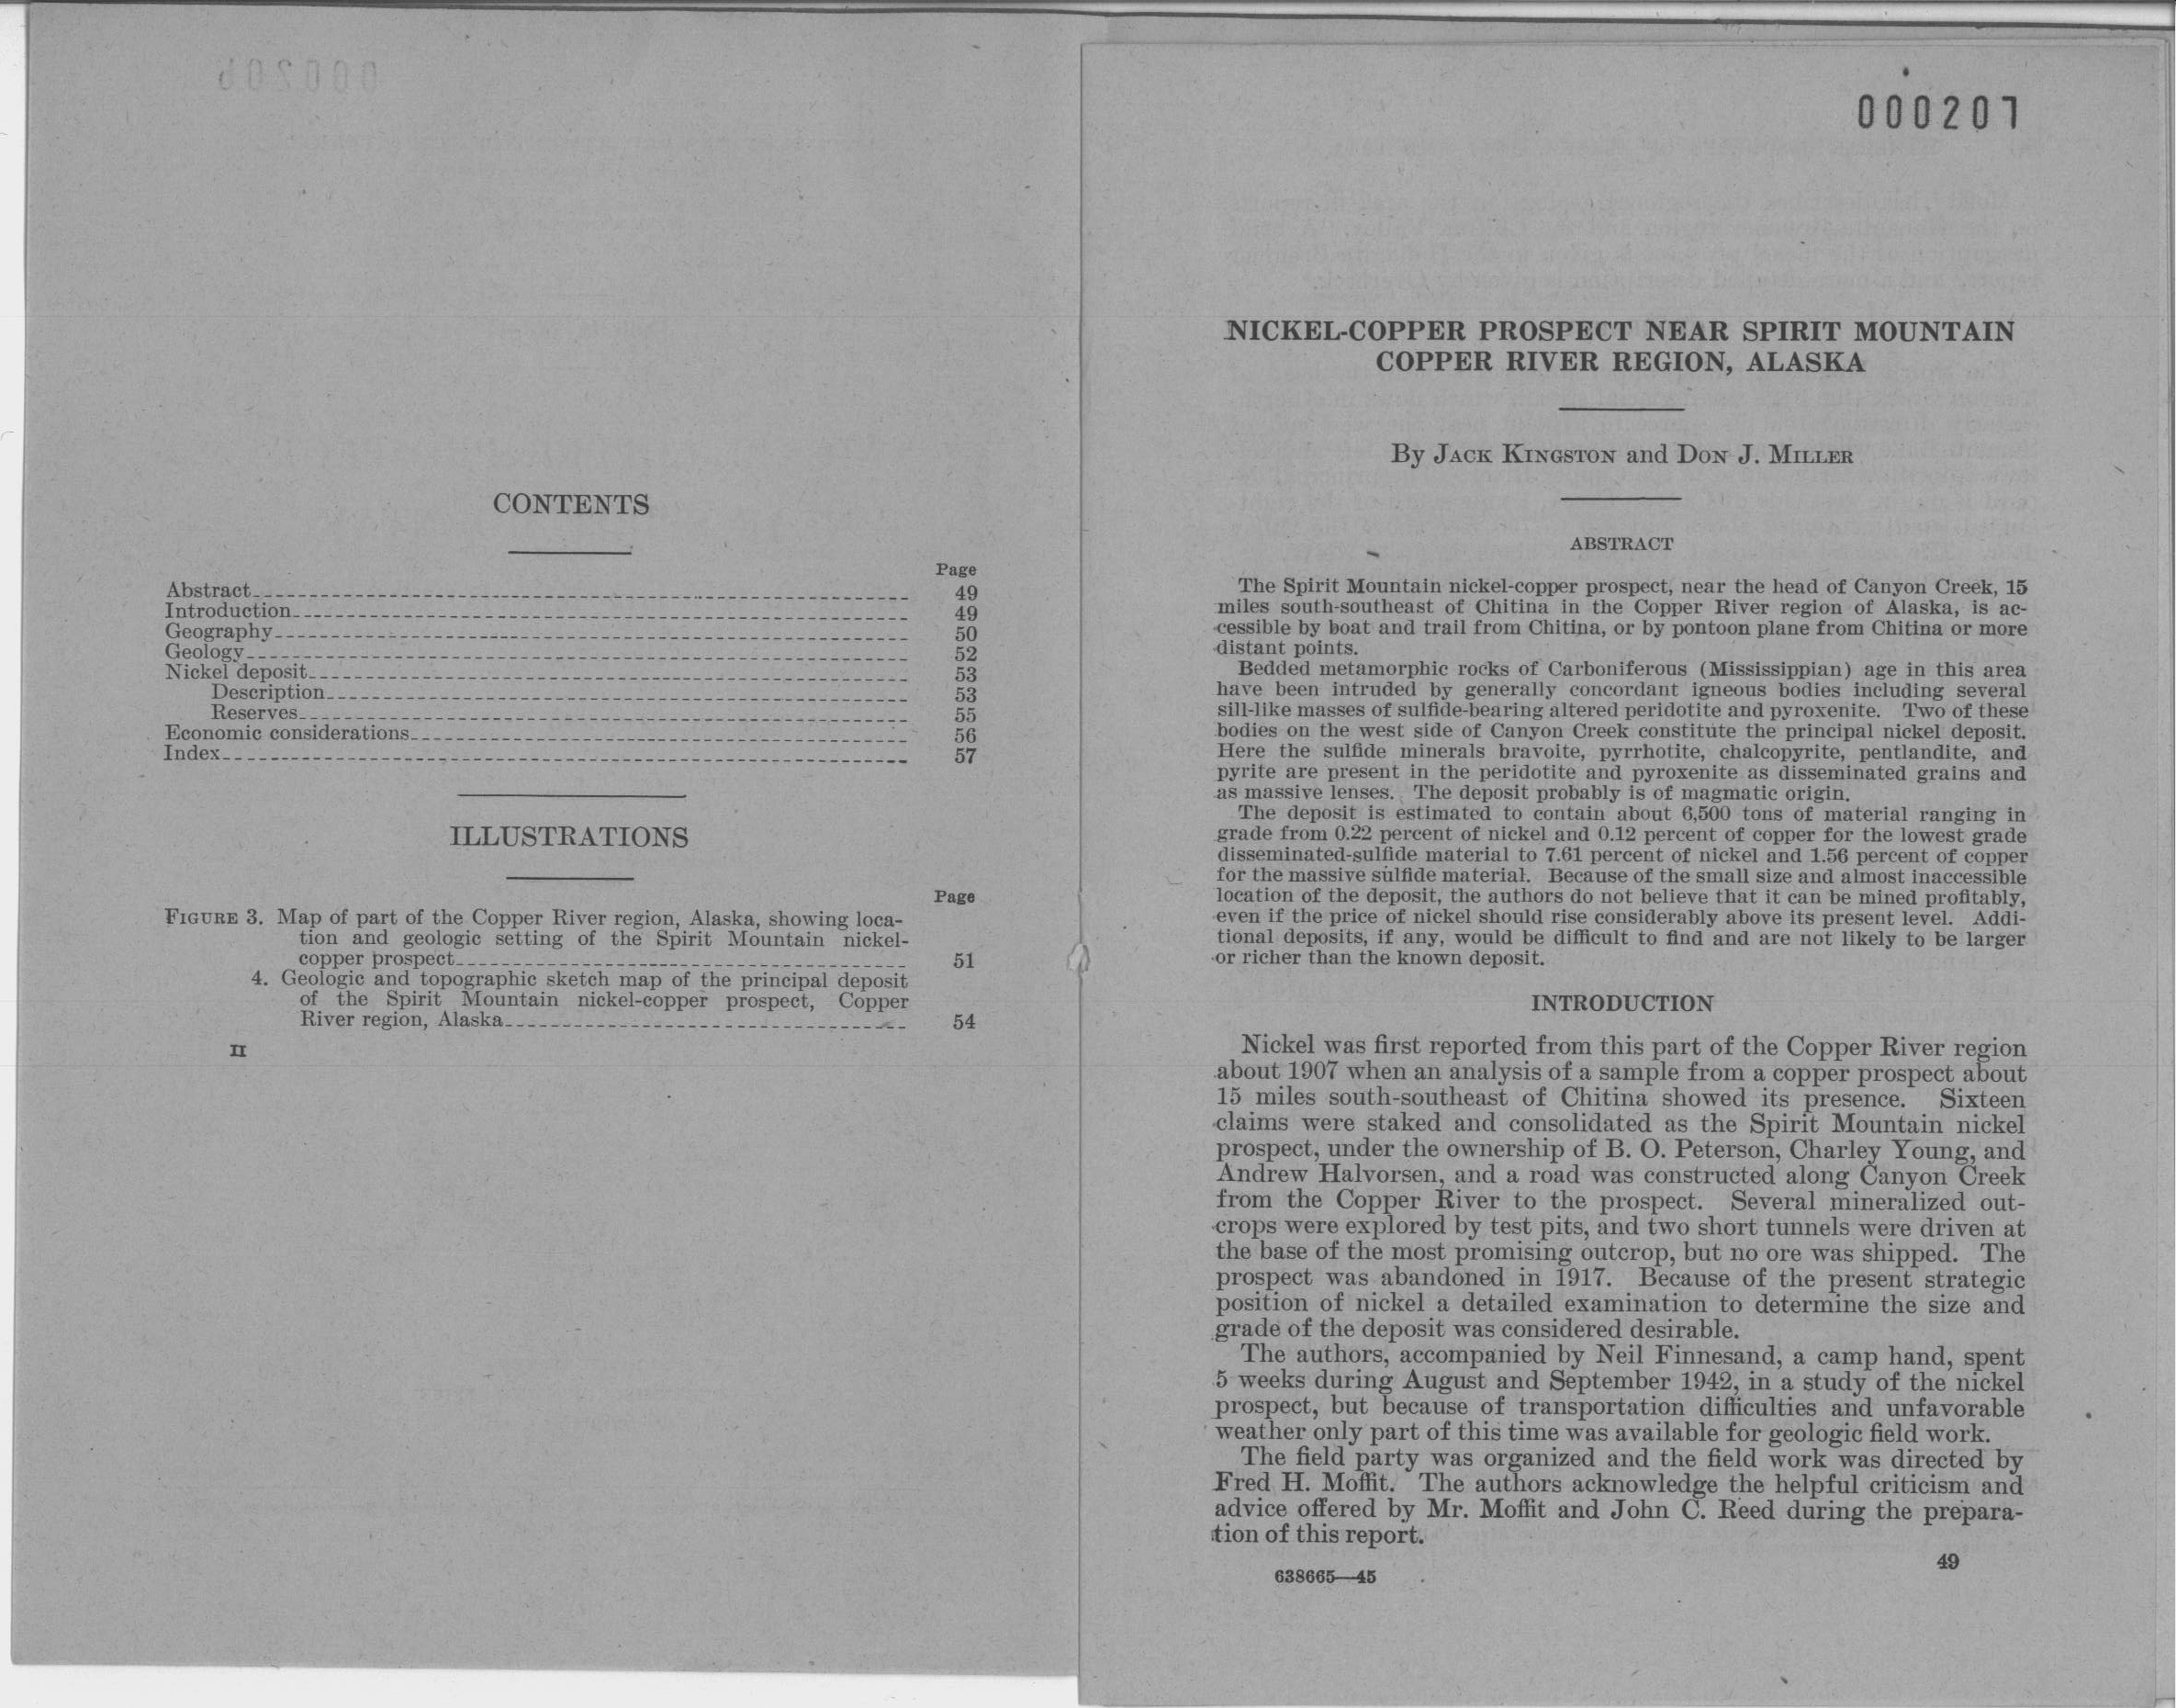 CONTENTS
Page
Abstract 49
Introduction 49
Geography 50
Geology 52
Nickel deposit 53
Description 53
Reserves 55
Economic considerations 56
Index 57
ILLUSTRATIONS
Page
FIGURE 3. Map of part of the Copper River region, Alaska, showing loca-
tion and geologic setting of the Spirit Mountain nickel-
copper prospect 51
4. Geologic and topographic sketch map of the principal deposit
of the Spirit Mountain nickel-copper prospect, Copper
River region, Alaska 54
II
000207
NICKEL-COPPER PROSPECT NEAR SPIRIT MOUNTAIN
COPPER RIVER REGION, ALASKA
By JACK KINGSTON and DON J. MILLER
ABSTRACT
The Spirit Mountain nickel-copper prospect, near the head of Canyon Creek, 15
miles south-southeast of Chitina in the Copper River region of Alaska, is ac-
cessible by boat and trail from Chitina, or by pontoon plane from Chitina or more
distant points.
Bedded metamorphic rocks of Carboniferous (Mississippian) age in this area
have been intruded by generally concordant igneous bodies including several
sill-like masses of sulfide-bearing altered peridotite and pyroxenite. Two of these
bodies on the west side of Canyon Creek constitute the principal nickel deposit.
Here the sulfide minerals bravoite, pyrrhotite, chalcopyrite, pentlandite, and
pyrite are present in the peridotite and pyroxenite as disseminated grains and
as massive lenses. The deposit probably is of magmatic origin.
The deposit is estimated to contain about 6,500 tons of material ranging in
grade from 0.22 percent of nickel and 0.12 percent of copper for the lowest grade
disseminated-sulfide material to 7.61 percent of nickel and 1.56 percent of copper
for the massive sulfide material. Because of the small size and almost inaccessible
location of the deposit, the authors do not believe that it can be mined profitably,
even if the price of nickel should rise considerably above its present level. Addi-
tional deposits, if any, would be difficult to find and are not likely to be larger
or richer than the known deposit.
INTRODUCTION
Nickel was first reported from this part of the Copper River region
about 1907 when an analysis of a sample from a copper prospect about
15 miles south-southeast of Chitina showed its presence. Sixteen
claims were staked and consolidated as the Spirit Mountain nickel
prospect, under the ownership of B. O. Peterson, Charley Young, and
Andrew Halvorsen, and a road was constructed along Canyon Creek
from the Copper River to the prospect. Several mineralized out-
crops were explored by test pits, and two short tunnels were driven at
the base of the most promising outcrop, but no ore was shipped. The
prospect was abandoned in 1917. Because of the present strategic
position of nickel a detailed examination to determine the size and
grade of the deposit was considered desirable.
The authors, accompanied by Neil Finnesand, a camp hand, spent
5 weeks during August and September 1942, in a study of the nickel
prospect, but because of transportation difficulties and unfavorable
weather only part of this time was available for geologic field work.
The field party was organized and the field work was directed by
Fred H. Moffit. The authors acknowledge the helpful criticism and
advice offered by Mr. Moffit and John C. Reed during the prepara-
tion of this report.
49
638665—45